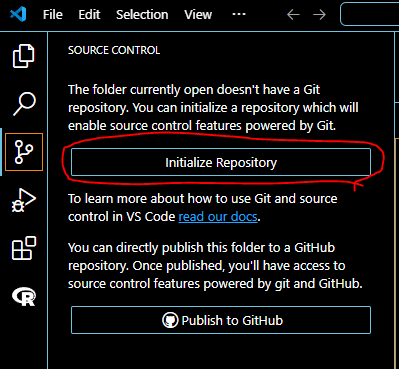 File Edit Selection View ...
SOURCE CONTROL
The folder currently open doesn't have a Git
repository. You can initialize a repository which will
enable source control features powered by Git.
Initialize Repository
To learn more about how to use Git and source
control in VS Code read our docs.
You can directly publish this folder to a GitHub
repository. Once published, you'll have access to
source control features powered by git and GitHub.
Publish to GitHub
R